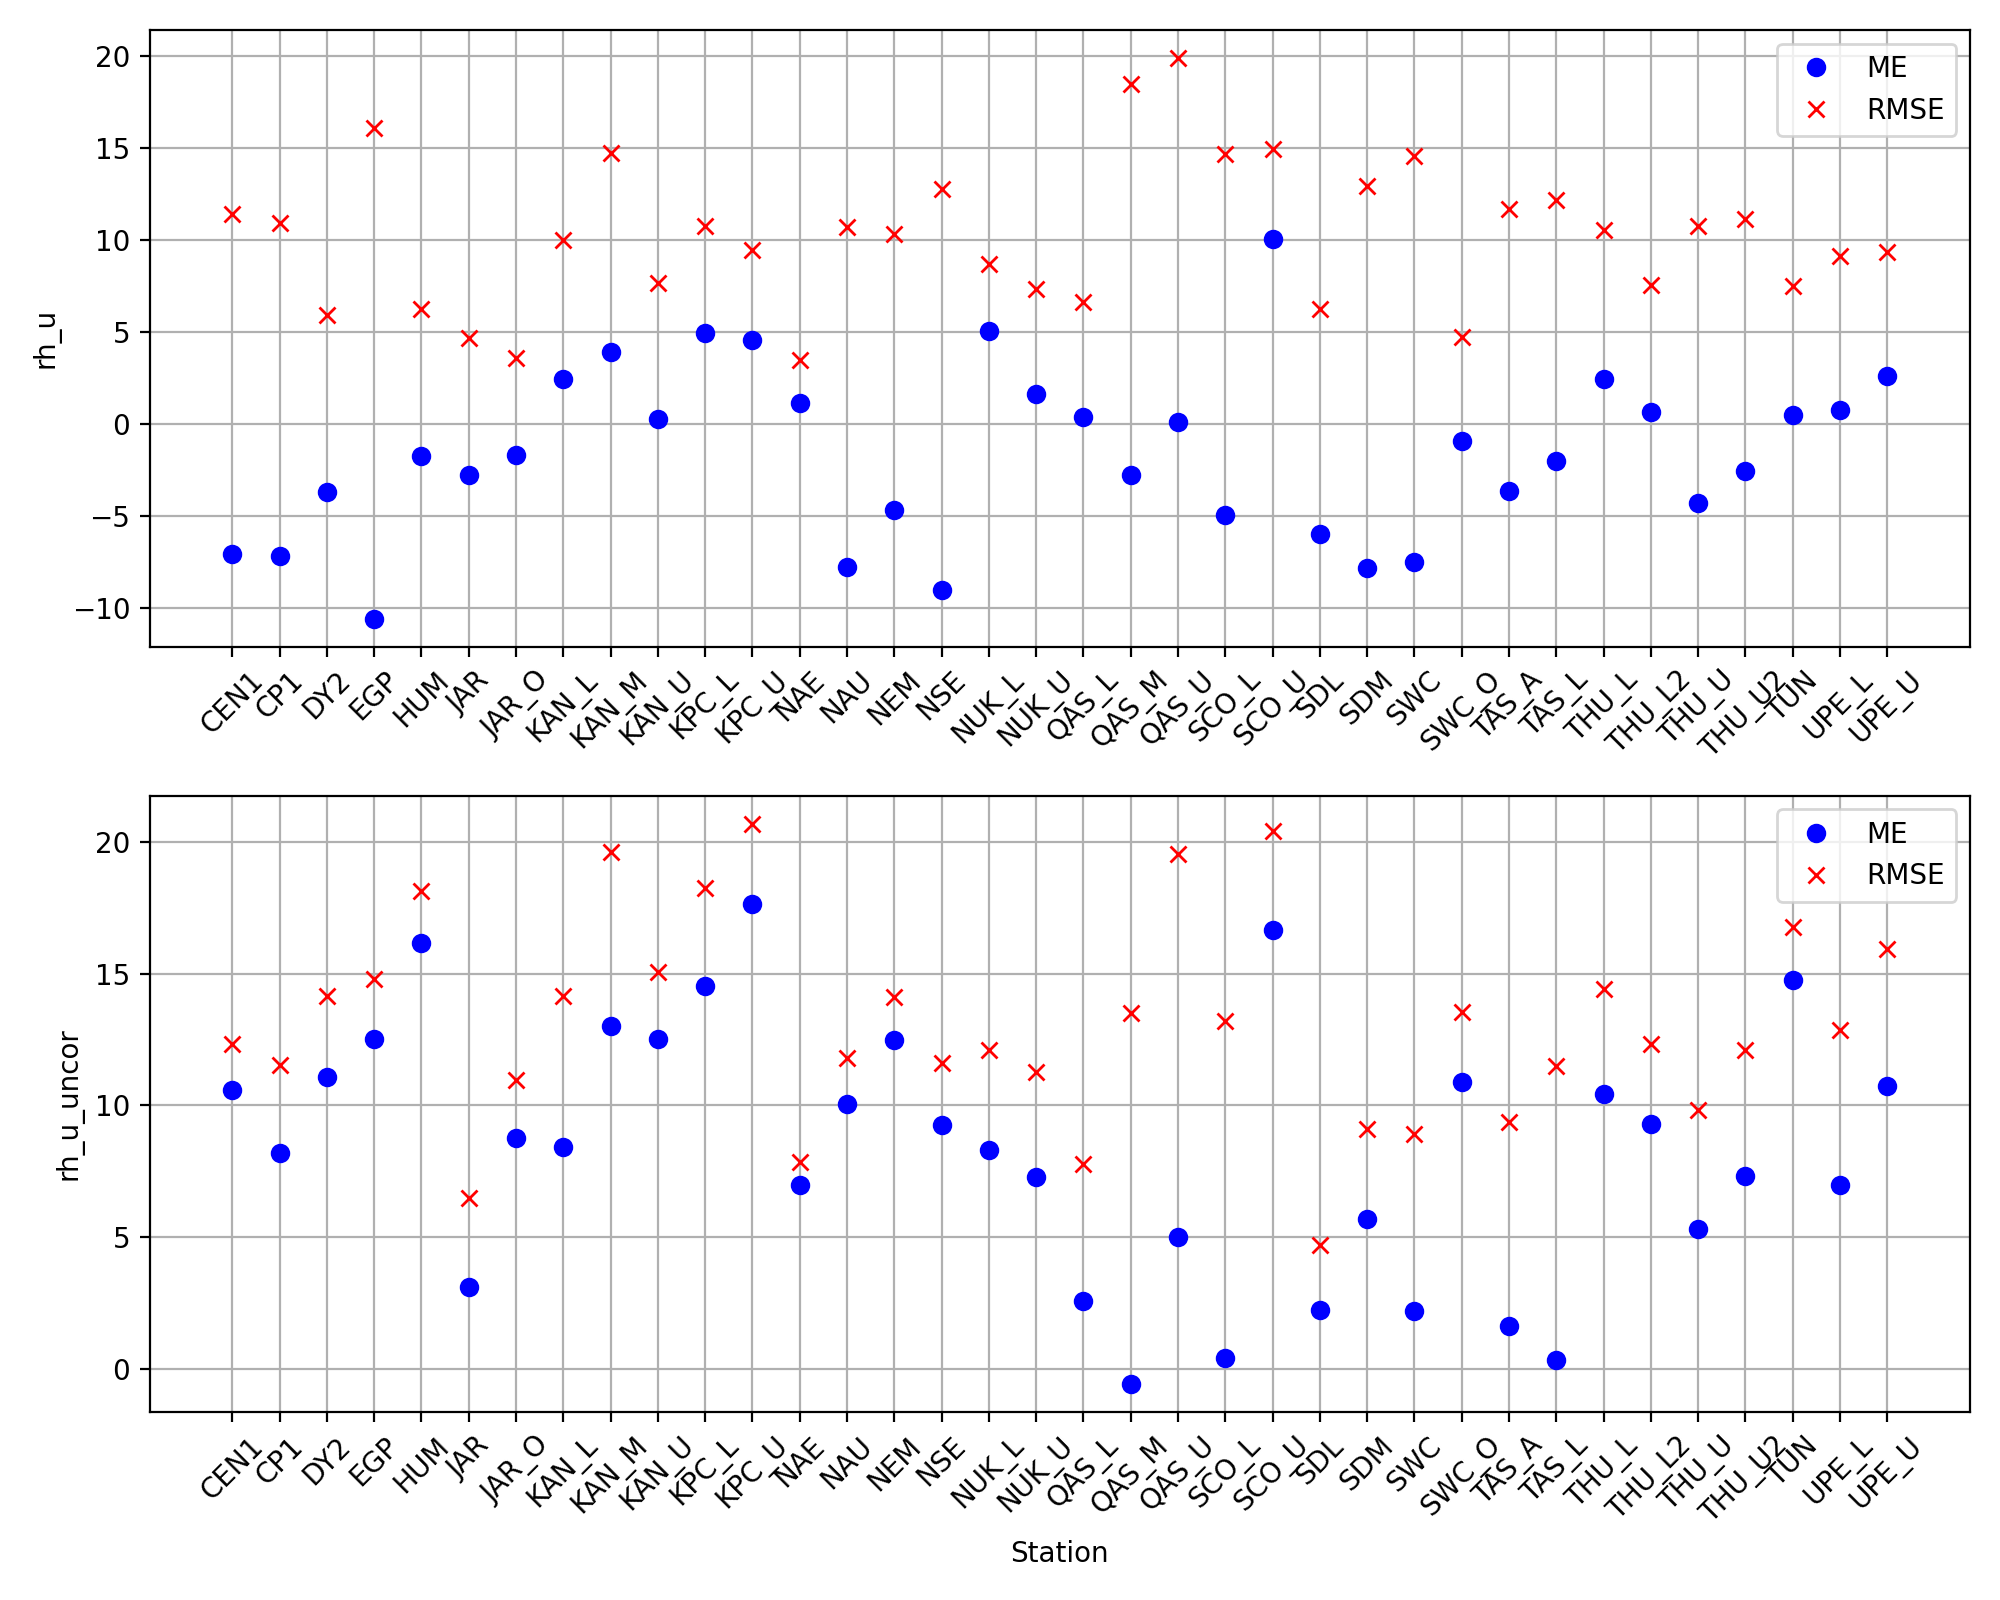 rh_u
20
15
10
5
0
−5
−10
ME
RMSE
CEN1 CP1 DY2 EGP HUM JAR JAR_O KAN_L KAN_M KAN_U KPC_L KPC_U NAE NAU NEM NSE NUK_L NUK_U QAS_L QAS_M QAS_U SCO_L SCO_U SDL SDM SWC SWC_O TAS_A TAS_L THU_L THU_L2 THU_U THU_U2 TUN UPE_L UPE_U
rh_u_uncor
20
15
10
5
0
ME
RMSE
CEN1 CP1 DY2 EGP HUM JAR JAR_O KAN_L KAN_M KAN_U KPC_L KPC_U NAE NAU NEM NSE NUK_L NUK_U QAS_L QAS_M QAS_U SCO_L SCO_U SDL SDM SWC SWC_O TAS_A TAS_L THU_L THU_L2 THU_U THU_U2 TUN UPE_L UPE_U
Station